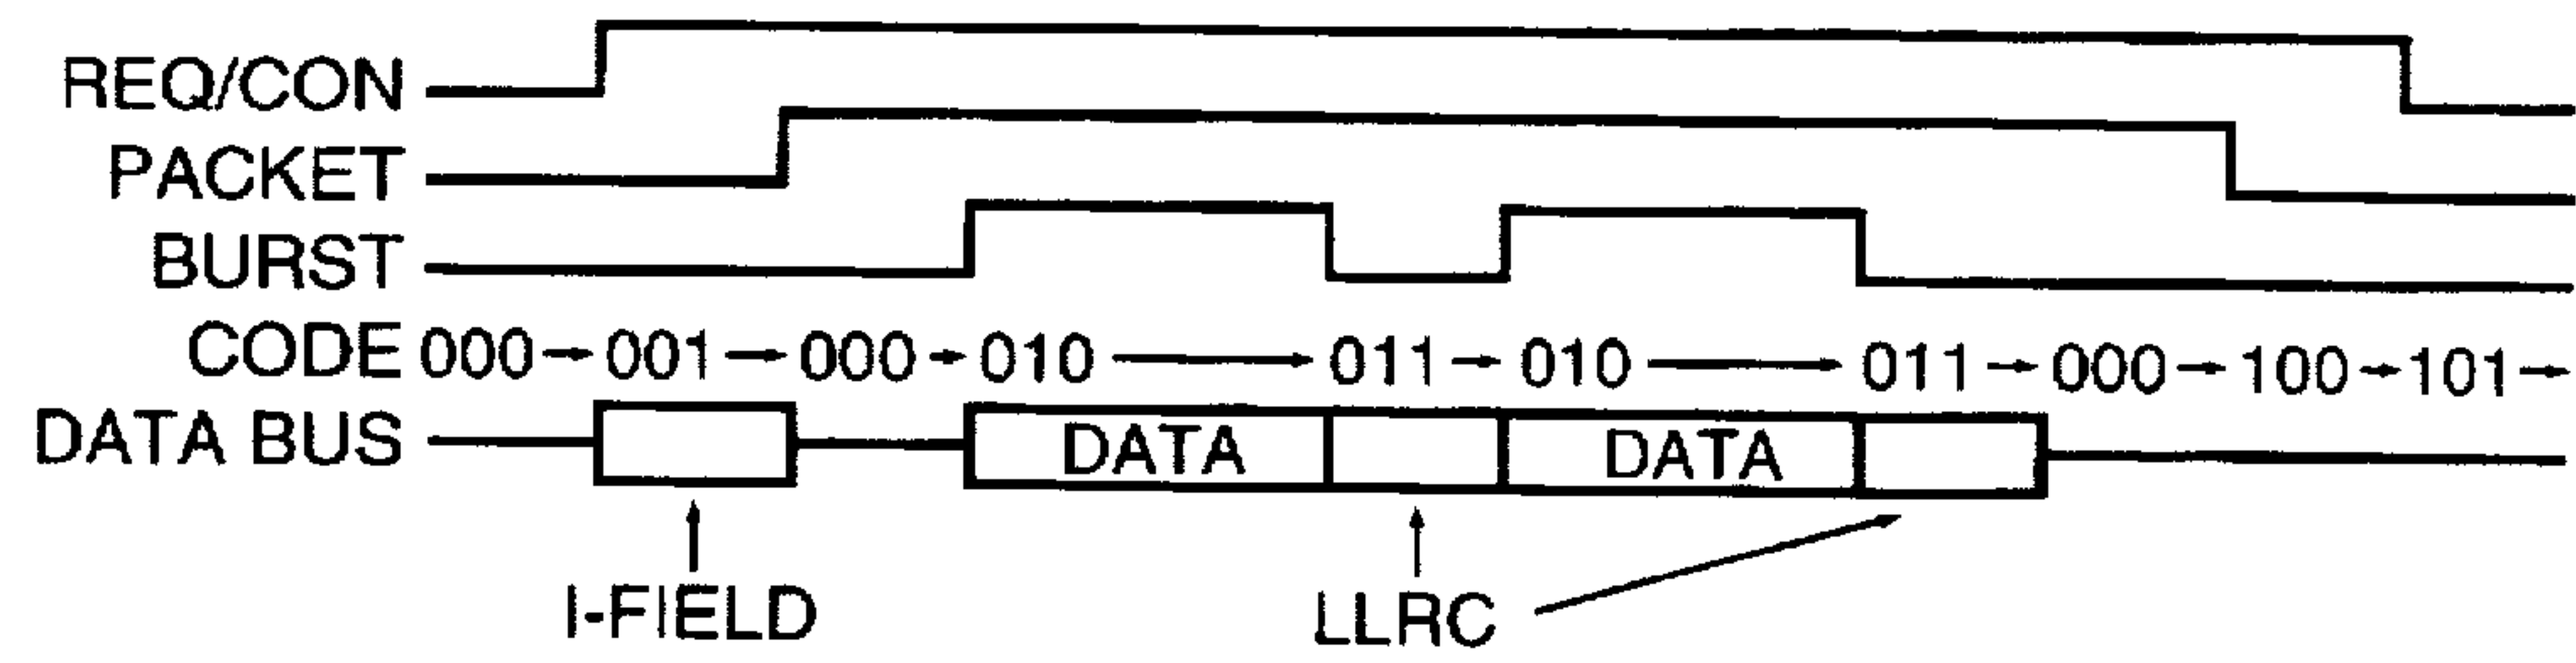 REQ/CON
PACKET
BURST
CODE 000 → 001 → 000 → 010 → 011 → 010 → 011 → 000 → 100 → 101 →
DATA BUS DATA DATA
I-FIELD LLRC